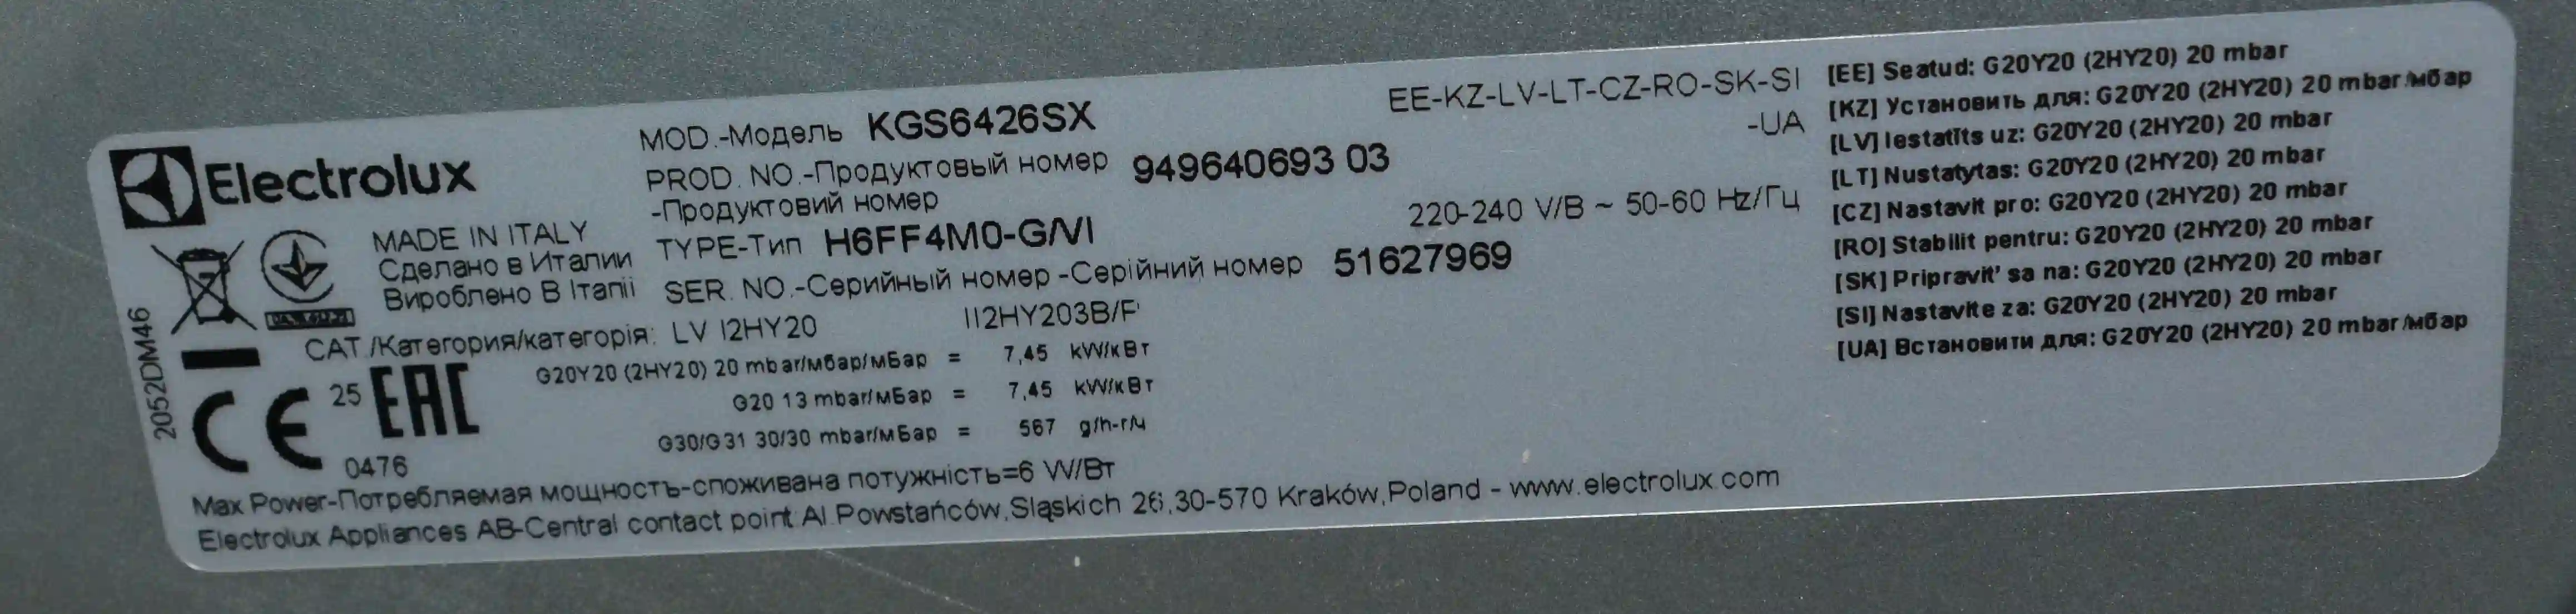 Electrolux
MOD.-Модель KGS6426SX
PROD. NO.-Продуктовый номер 949640693 03
-Продуктовий номер
TYPE-Тип H6FF4M0-G/VI
SER. NO.-Серийный номер -Серійний номер 51627969
EE-KZ-LV-LT-CZ-RO-SK-SI
-UA
220-240 V/В ~ 50-60 Hz/Гц
MADE IN ITALY
Сделано в Италии
Вироблено В Італії
CAT./Категория/категорія: LV I2HY20 II2HY203B/P
G20Y20 (2HY20) 20 mbar/мбар/мБар = 7,45 kW/кВт
G20 13 mbar/мБар = 7,45 kW/кВт
G30/G31 30/30 mbar/мБар = 567 g/h-г/ч
2052DM46
CE 25 EAC
0476
Max Power-Потребляемая мощность-споживана потужність=6 W/Вт
Electrolux Appliances AB-Central contact point Al.Powstańców.Sląskich 26,30-570 Kraków,Poland - www.electrolux.com
[EE] Seatud: G20Y20 (2HY20) 20 mbar
[KZ] Установить для: G20Y20 (2HY20) 20 mbar/мбар
[LV] Iestatīts uz: G20Y20 (2HY20) 20 mbar
[LT] Nustatytas: G20Y20 (2HY20) 20 mbar
[CZ] Nastavit pro: G20Y20 (2HY20) 20 mbar
[RO] Stabilit pentru: G20Y20 (2HY20) 20 mbar
[SK] Pripravit' sa na: G20Y20 (2HY20) 20 mbar
[SI] Nastavite za: G20Y20 (2HY20) 20 mbar
[UA] Встановити для: G20Y20 (2HY20) 20 mbar/мбар